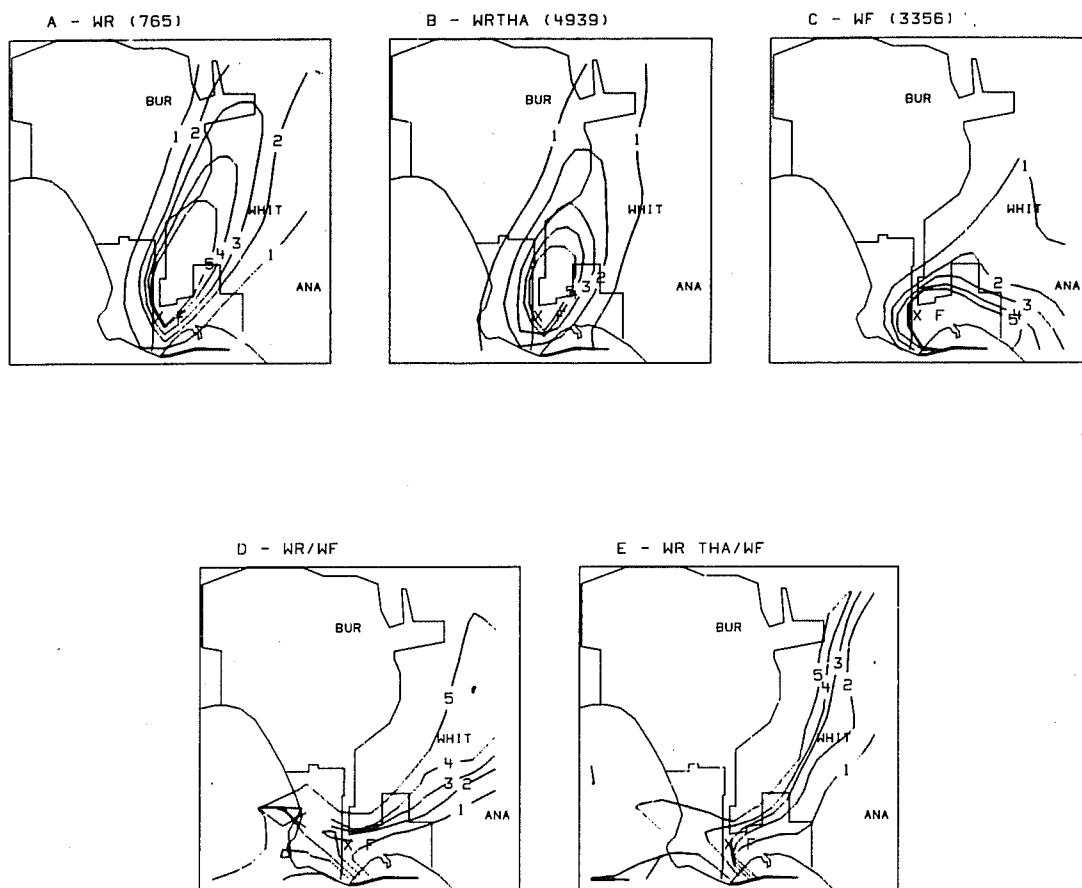 A - WR (765)
B - WRTHA (4939)
C - WF (3356)
BUR
1
2
2
WHIT
3
4
1
5
ANA
X F
BUR
1
1
WHIT
2
3
5
ANA
X F
BUR
1
WHIT
2
ANA
3
4
5
X F
D - WR/WF
E - WR THA/WF
BUR
5
WHIT
4
3 2
1
ANA
X F
BUR
3
5
4 2
WHIT
1
ANA
X F